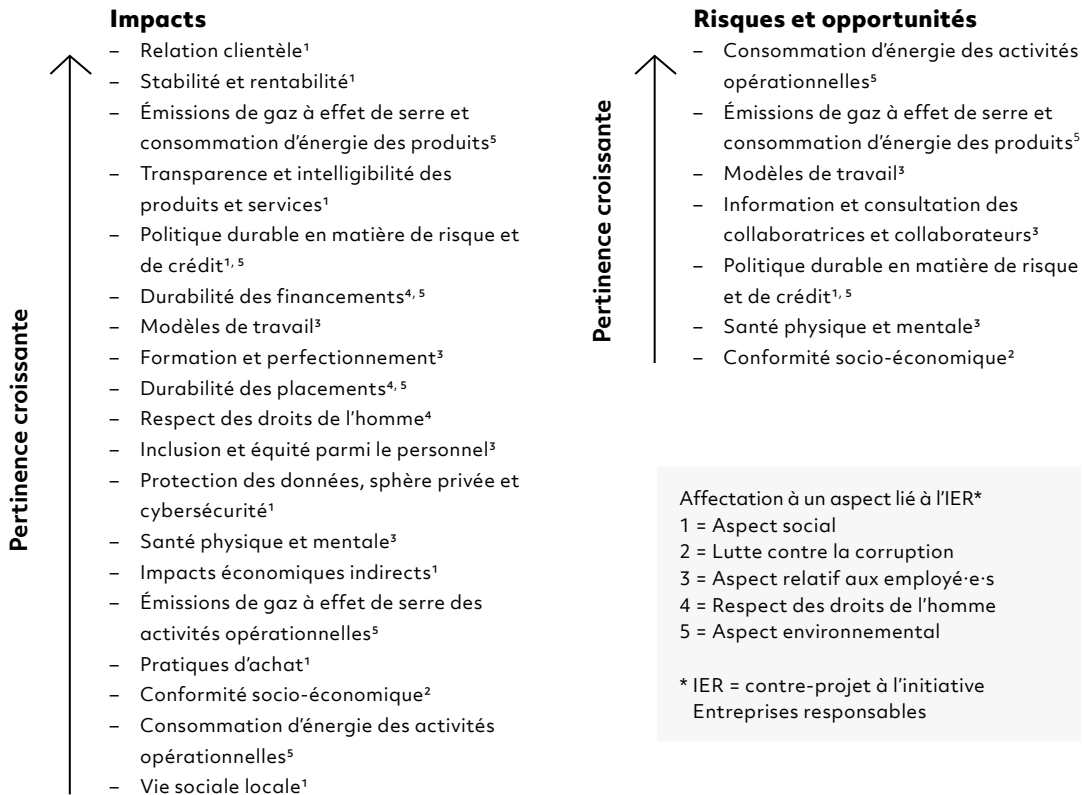 Impacts
Pertinence croissante
– Relation clientèle¹
– Stabilité et rentabilité¹
– Émissions de gaz à effet de serre et
consommation d'énergie des produits⁵
– Transparence et intelligibilité des
produits et services¹
– Politique durable en matière de risque et
de crédit¹, ⁵
– Durabilité des financements⁴, ⁵
– Modèles de travail³
– Formation et perfectionnement³
– Durabilité des placements⁴, ⁵
– Respect des droits de l'homme⁴
– Inclusion et équité parmi le personnel³
– Protection des données, sphère privée et
cybersécurité¹
– Santé physique et mentale³
– Impacts économiques indirects¹
– Émissions de gaz à effet de serre des
activités opérationnelles⁵
– Pratiques d'achat¹
– Conformité socio-économique²
– Consommation d'énergie des activités
opérationnelles⁵
– Vie sociale locale¹
Risques et opportunités
Pertinence croissante
– Consommation d'énergie des activités
opérationnelles⁵
– Émissions de gaz à effet de serre et
consommation d'énergie des produits⁵
– Modèles de travail³
– Information et consultation des
collaboratrices et collaborateurs³
– Politique durable en matière de risque
et de crédit¹, ⁵
– Santé physique et mentale³
– Conformité socio-économique²
Affectation à un aspect lié à l'IER*
1 = Aspect social
2 = Lutte contre la corruption
3 = Aspect relatif aux employé·e·s
4 = Respect des droits de l'homme
5 = Aspect environnemental
* IER = contre-projet à l'initiative
Entreprises responsables